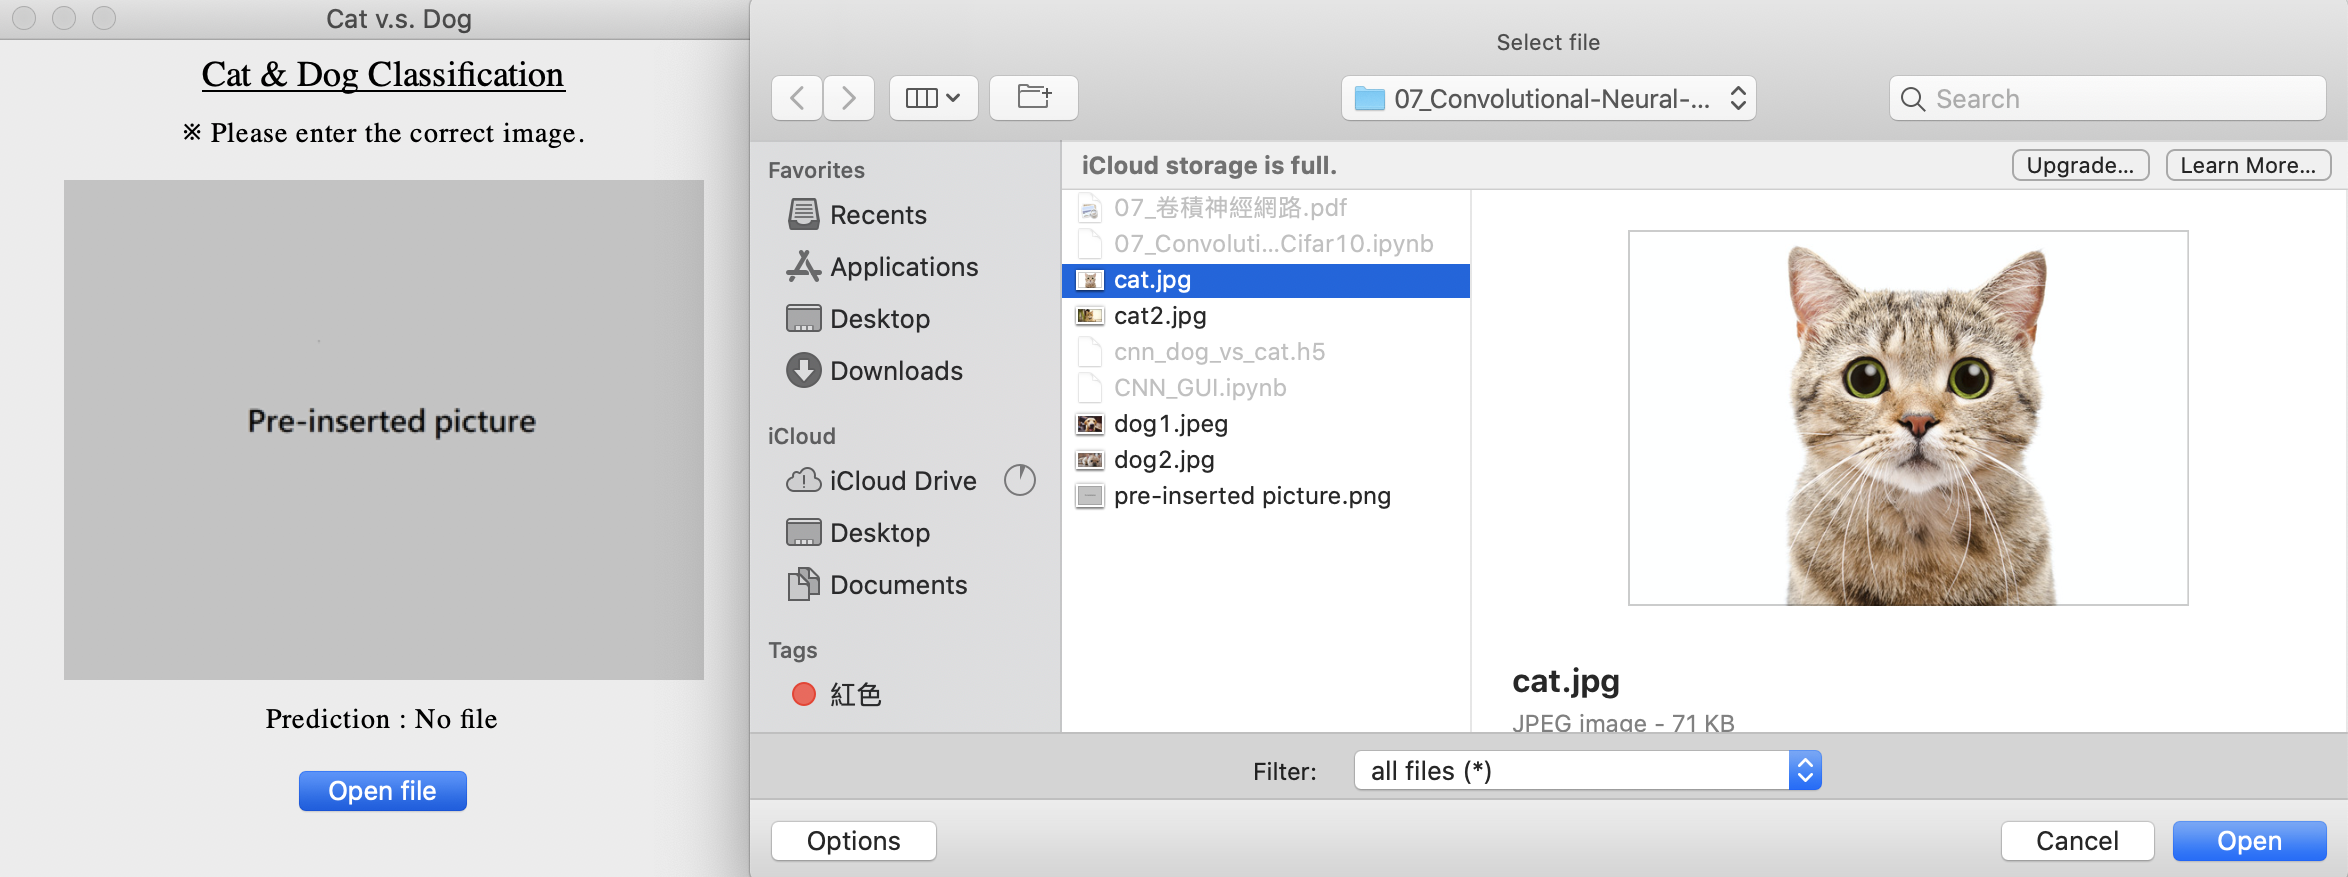 Cat v.s. Dog
Cat & Dog Classification
※ Please enter the correct image.
Pre-inserted picture
Prediction : No file
Open file
Select file
07_Convolutional-Neural-...
Search
Favorites
Recents
Applications
Desktop
Downloads
iCloud
iCloud Drive
Desktop
Documents
Tags
紅色
iCloud storage is full.
Upgrade...
Learn More...
07_卷積神經網路.pdf
07_Convoluti...Cifar10.ipynb
cat.jpg
cat2.jpg
cnn_dog_vs_cat.h5
CNN_GUI.ipynb
dog1.jpeg
dog2.jpg
pre-inserted picture.png
cat.jpg
JPEG image - 71 KB
Filter:
all files (*)
Options
Cancel
Open